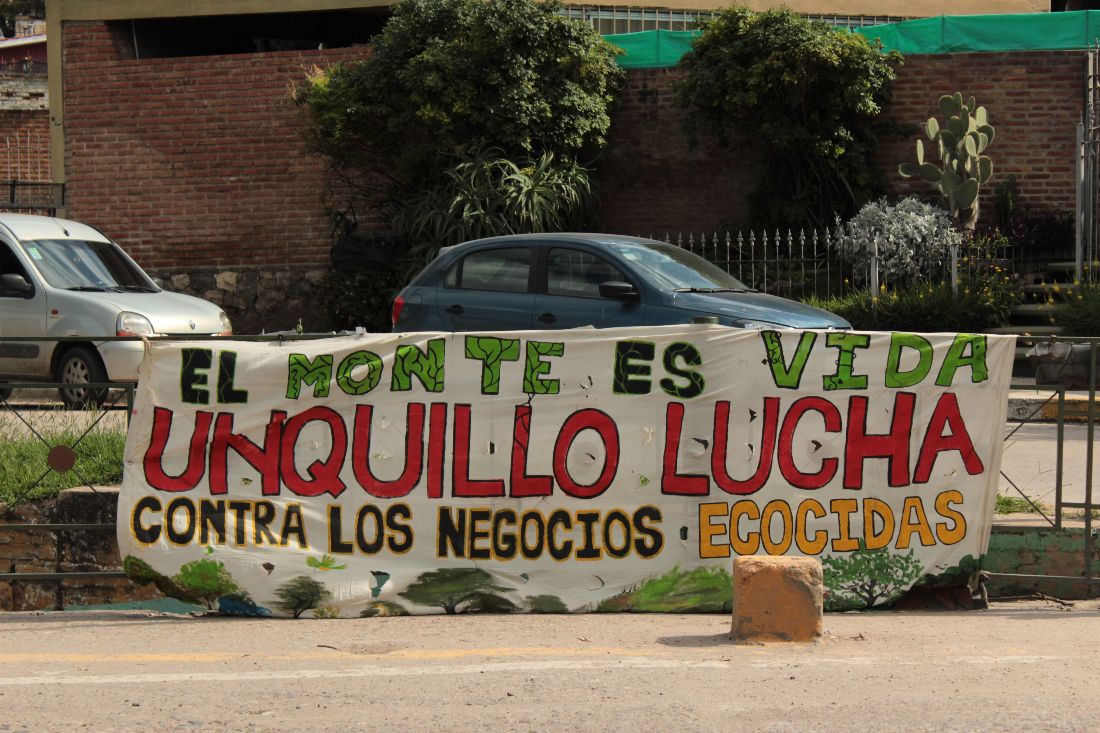 EL MONTE ES VIDA
UNQUILLO LUCHA
CONTRA LOS NEGOCIOS ECOCIDAS